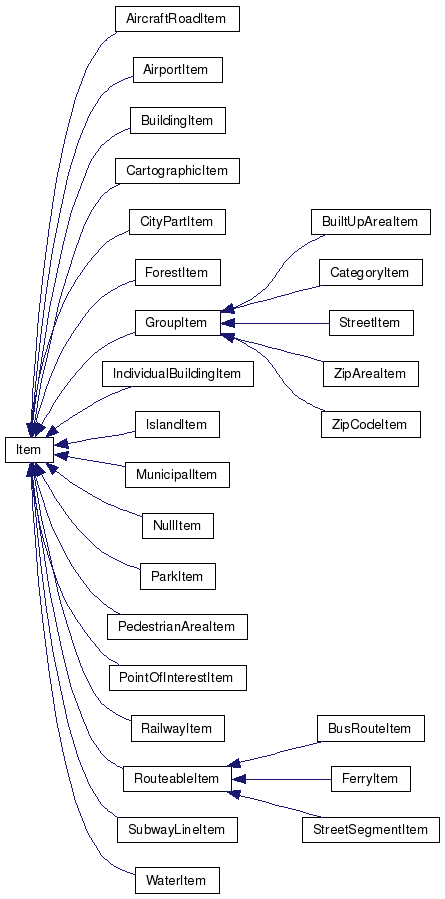 AircraftRoadItem
AirportItem
BuildingItem
CartographicItem
CityPartItem
BuiltUpAreaItem
ForestItem
CategoryItem
GroupItem
StreetItem
IndividualBuildingItem
ZipAreaItem
IslandItem
ZipCodeItem
Item
MunicipalItem
NullItem
ParkItem
PedestrianAreaItem
PointOfInterestItem
RailwayItem
BusRouteItem
RouteableItem
FerryItem
SubwayLineItem
StreetSegmentItem
WaterItem